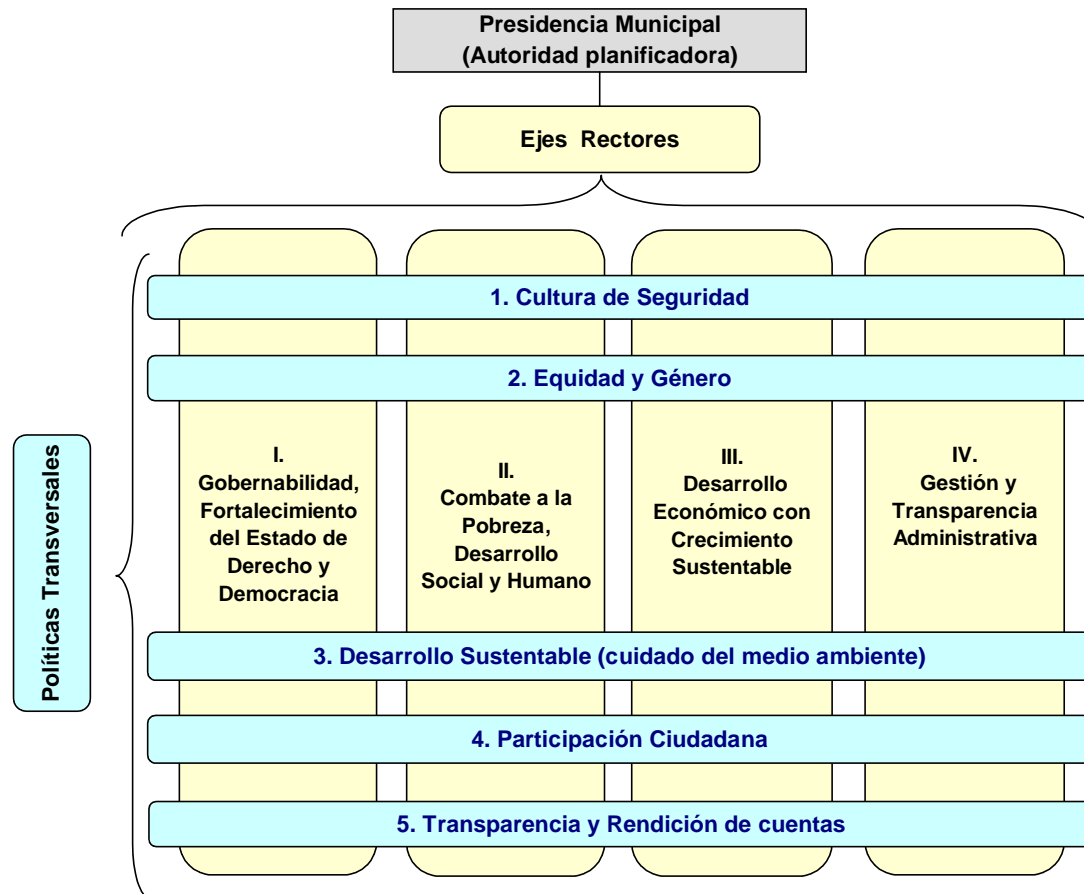 Presidencia Municipal
(Autoridad planificadora)
Ejes Rectores
1. Cultura de Seguridad
2. Equidad y Género
Políticas Transversales
I.
Gobernabilidad,
Fortalecimiento
del Estado de
Derecho y
Democracia
II.
Combate a la
Pobreza,
Desarrollo
Social y Humano
III.
Desarrollo
Económico con
Crecimiento
Sustentable
IV.
Gestión y
Transparencia
Administrativa
3. Desarrollo Sustentable (cuidado del medio ambiente)
4. Participación Ciudadana
5. Transparencia y Rendición de cuentas